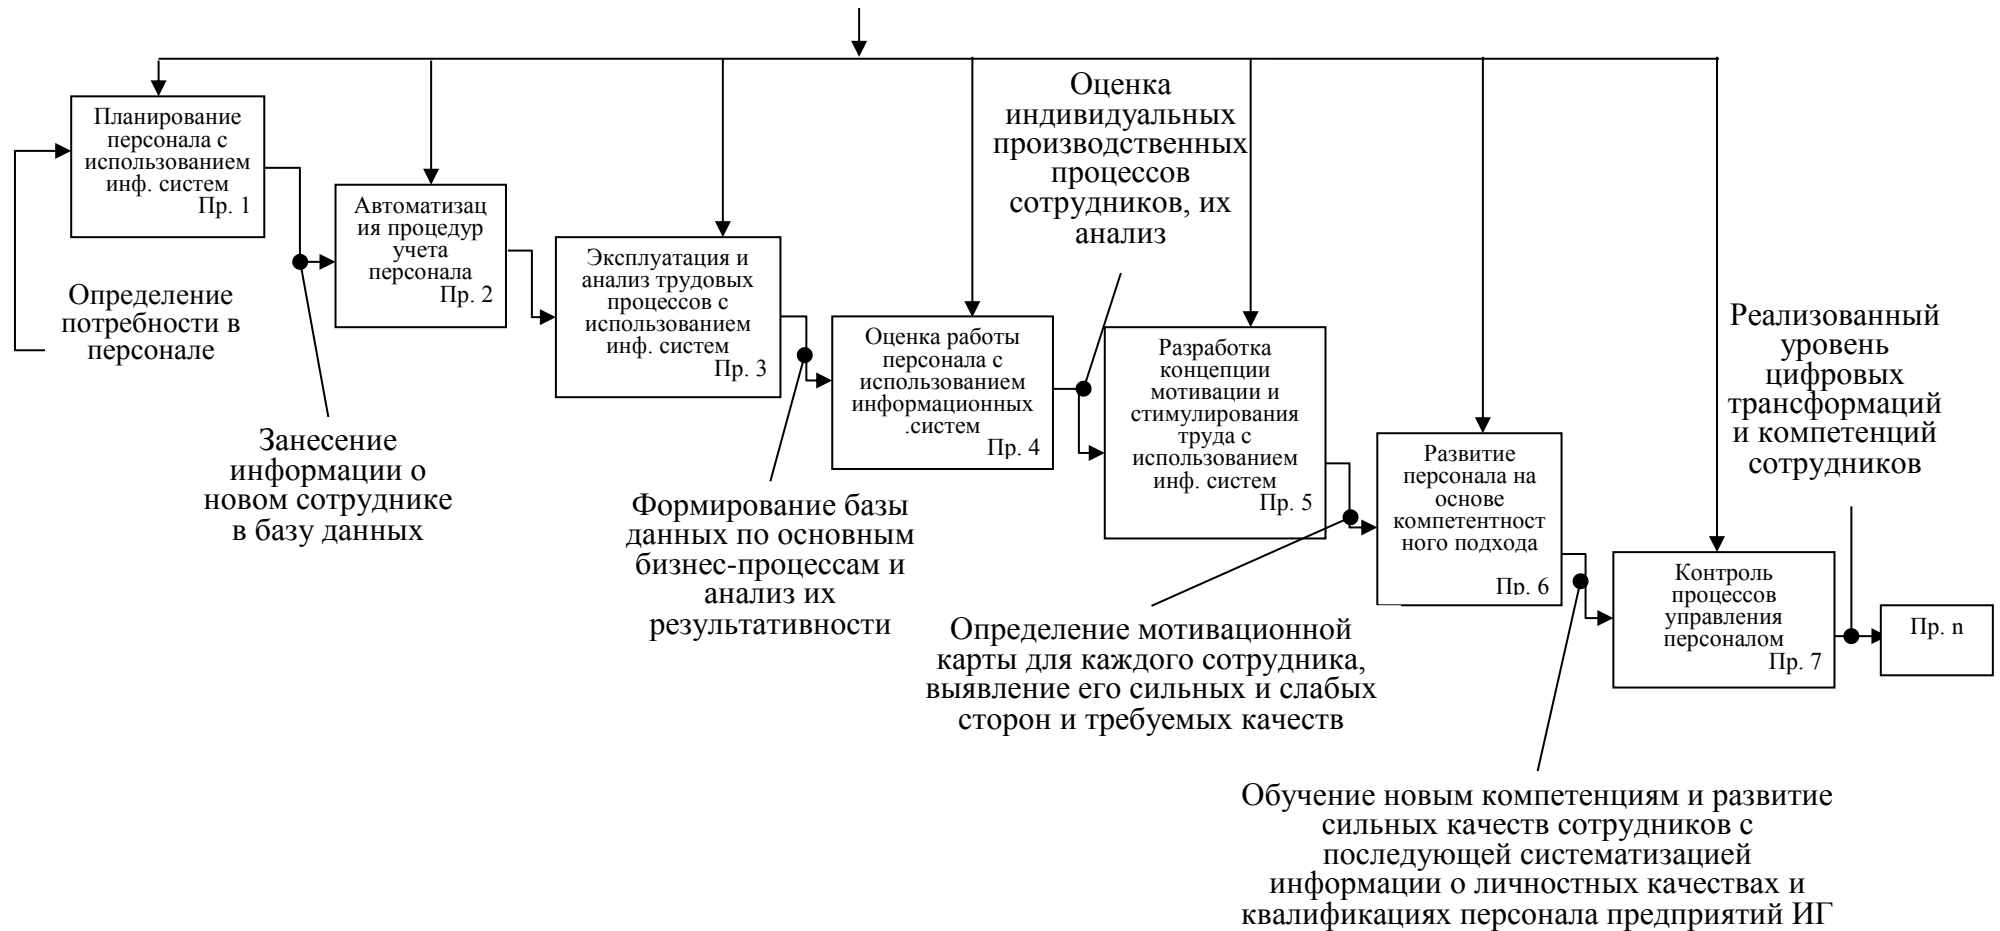 Планирование
персонала с
использованием
инф. систем
Пр. 1
Определение
потребности в
персонале
Автоматизац
ия процедур
учета
персонала
Пр. 2
Занесение
информации о
новом сотруднике
в базу данных
Эксплуатация и
анализ трудовых
процессов с
использованием
инф. систем
Пр. 3
Формирование базы
данных по основным
бизнес-процессам и
анализ их
результативности
Оценка работы
персонала с
использованием
информационных
.систем
Пр. 4
Оценка
индивидуальных
производственных
процессов
сотрудников, их
анализ
Разработка
концепции
мотивации и
стимулирования
труда с
использованием
инф. систем
Пр. 5
Определение мотивационной
карты для каждого сотрудника,
выявление его сильных и слабых
сторон и требуемых качеств
Развитие
персонала на
основе
компетентност
ного подхода
Пр. 6
Обучение новым компетенциям и развитие
сильных качеств сотрудников с
последующей систематизацией
информации о личностных качествах и
квалификациях персонала предприятий ИГ
Контроль
процессов
управления
персоналом
Пр. 7
Реализованный
уровень
цифровых
трансформаций
и компетенций
сотрудников
Пр. n